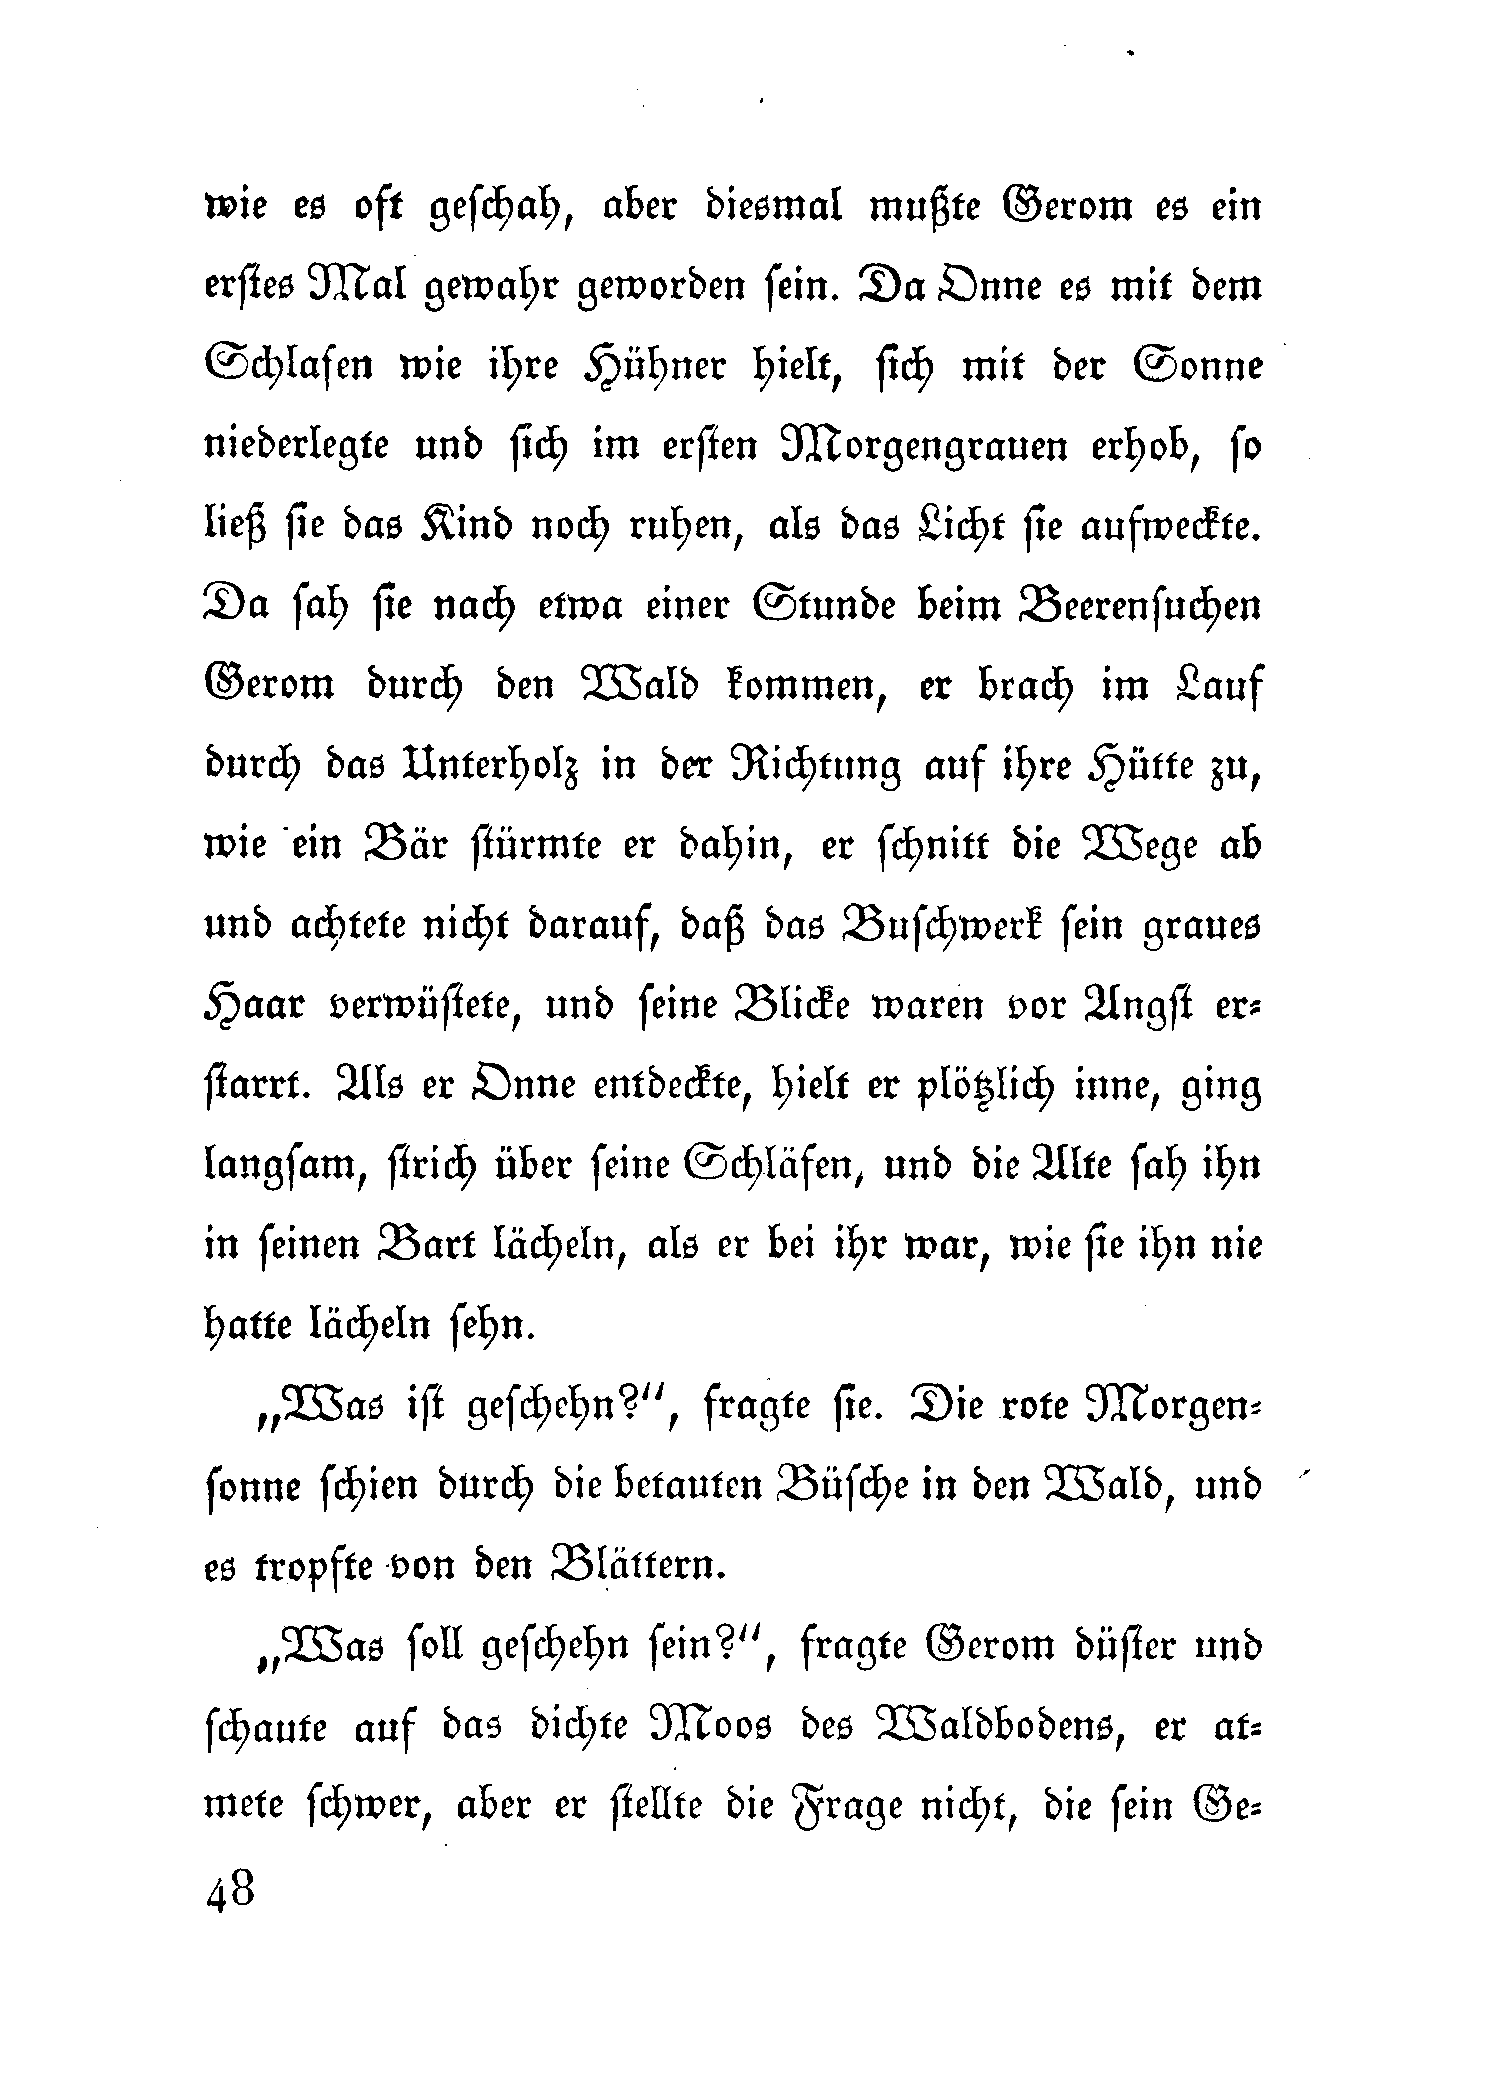 wie es oft geschah, aber diesmal mußte Gerom es ein
erstes Mal gewahr geworden sein. Da Onne es mit dem
Schlafen wie ihre Hühner hielt, sich mit der Sonne
niederlegte und sich im ersten Morgengrauen erhob, so
ließ sie das Kind noch ruhen, als das Licht sie aufweckte.
Da sah sie nach etwa einer Stunde beim Beerensuchen
Gerom durch den Wald kommen, er brach im Lauf
durch das Unterholz in der Richtung auf ihre Hütte zu,
wie ein Bär stürmte er dahin, er schnitt die Wege ab
und achtete nicht darauf, daß das Buschwerk sein graues
Haar verwüstete, und seine Blicke waren vor Angst er-
starrt. Als er Onne entdeckte, hielt er plötzlich inne, ging
langsam, strich über seine Schläfen, und die Alte sah ihn
in seinen Bart lächeln, als er bei ihr war, wie sie ihn nie
hatte lächeln sehn.
„Was ist geschehn?“, fragte sie. Die rote Morgen-
sonne schien durch die betauten Büsche in den Wald, und
es tropfte von den Blättern.
„Was soll geschehn sein?“, fragte Gerom düster und
schaute auf das dichte Moos des Waldbodens, er at-
mete schwer, aber er stellte die Frage nicht, die sein Ge-
48